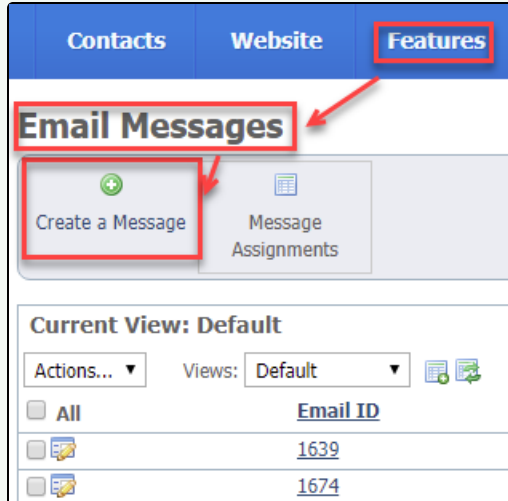 Contacts Website Features
Email Messages
Create a Message
Message
Assignments
Current View: Default
Actions... Views: Default
All Email ID
1639
1674